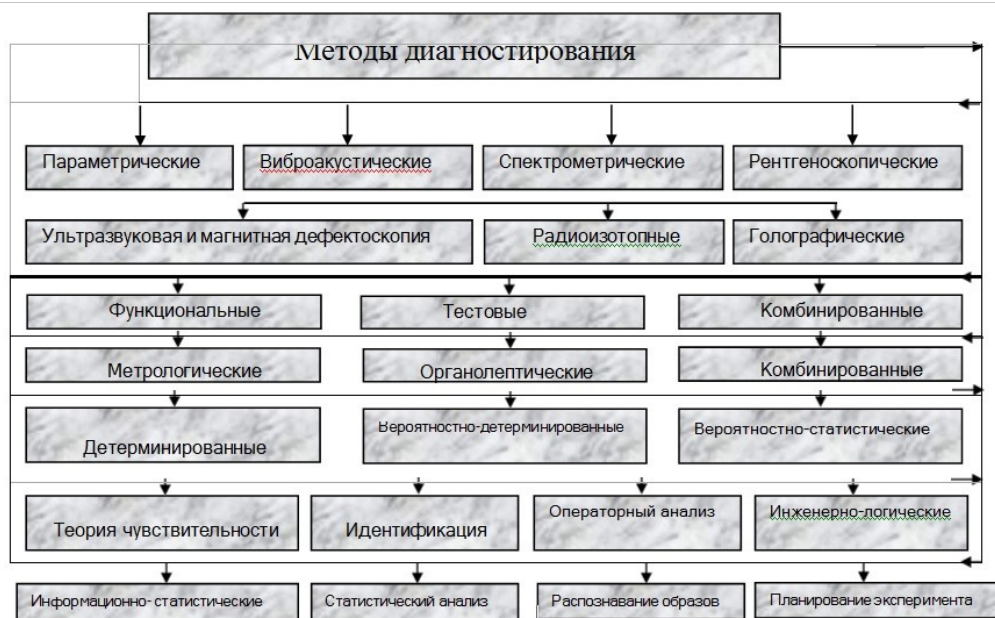 Методы диагностирования
Параметрические
Виброакустические
Спектрометрические
Рентгеноскопические
Ультразвуковая и магнитная дефектоскопия
Радиоизотопные
Голографические
Функциональные
Тестовые
Комбинированные
Метрологические
Органолептические
Комбинированные
Детерминированные
Вероятностно-детерминированные
Вероятностно-статистические
Теория чувствительности
Идентификация
Операторный анализ
Инженерно-логические
Информационно-статистические
Статистический анализ
Распознавание образов
Планирование эксперимента